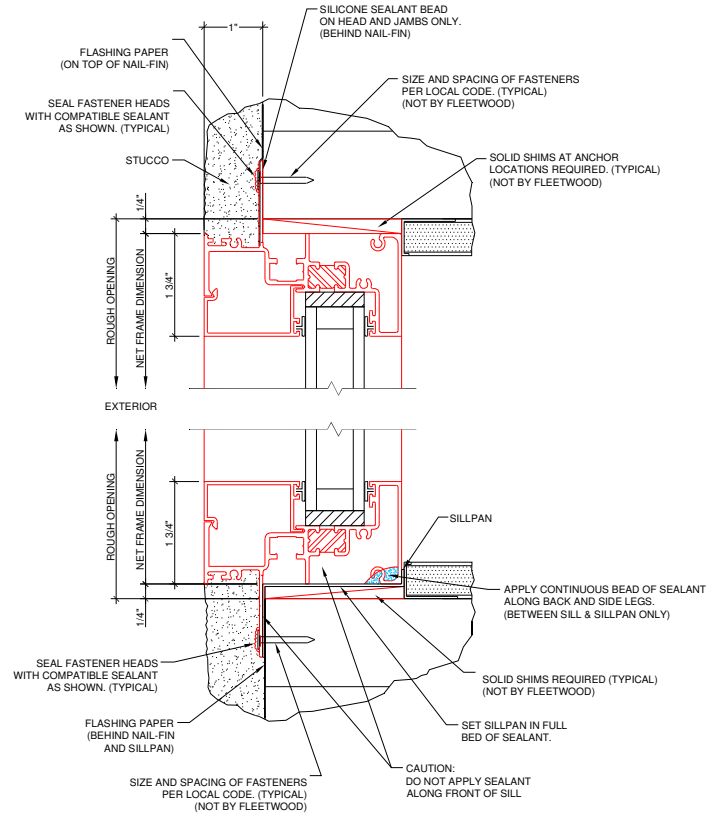 1"
SILICONE SEALANT BEAD
ON HEAD AND JAMBS ONLY.
(BEHIND NAIL-FIN)
FLASHING PAPER
(ON TOP OF NAIL-FIN)
SIZE AND SPACING OF FASTENERS
PER LOCAL CODE. (TYPICAL)
(NOT BY FLEETWOOD)
SEAL FASTENER HEADS
WITH COMPATIBLE SEALANT
AS SHOWN. (TYPICAL)
STUCCO
SOLID SHIMS AT ANCHOR
LOCATIONS REQUIRED. (TYPICAL)
(NOT BY FLEETWOOD)
1/4"
ROUGH OPENING
NET FRAME DIMENSION
1 3/4"
EXTERIOR
ROUGH OPENING
NET FRAME DIMENSION
1 3/4"
1/4"
SILLPAN
APPLY CONTINUOUS BEAD OF SEALANT
ALONG BACK AND SIDE LEGS.
(BETWEEN SILL & SILLPAN ONLY)
SEAL FASTENER HEADS
WITH COMPATIBLE SEALANT
AS SHOWN. (TYPICAL)
SOLID SHIMS REQUIRED (TYPICAL)
(NOT BY FLEETWOOD)
FLASHING PAPER
(BEHIND NAIL-FIN
AND SILLPAN)
SET SILLPAN IN FULL
BED OF SEALANT.
SIZE AND SPACING OF FASTENERS
PER LOCAL CODE. (TYPICAL)
(NOT BY FLEETWOOD)
CAUTION:
DO NOT APPLY SEALANT
ALONG FRONT OF SILL